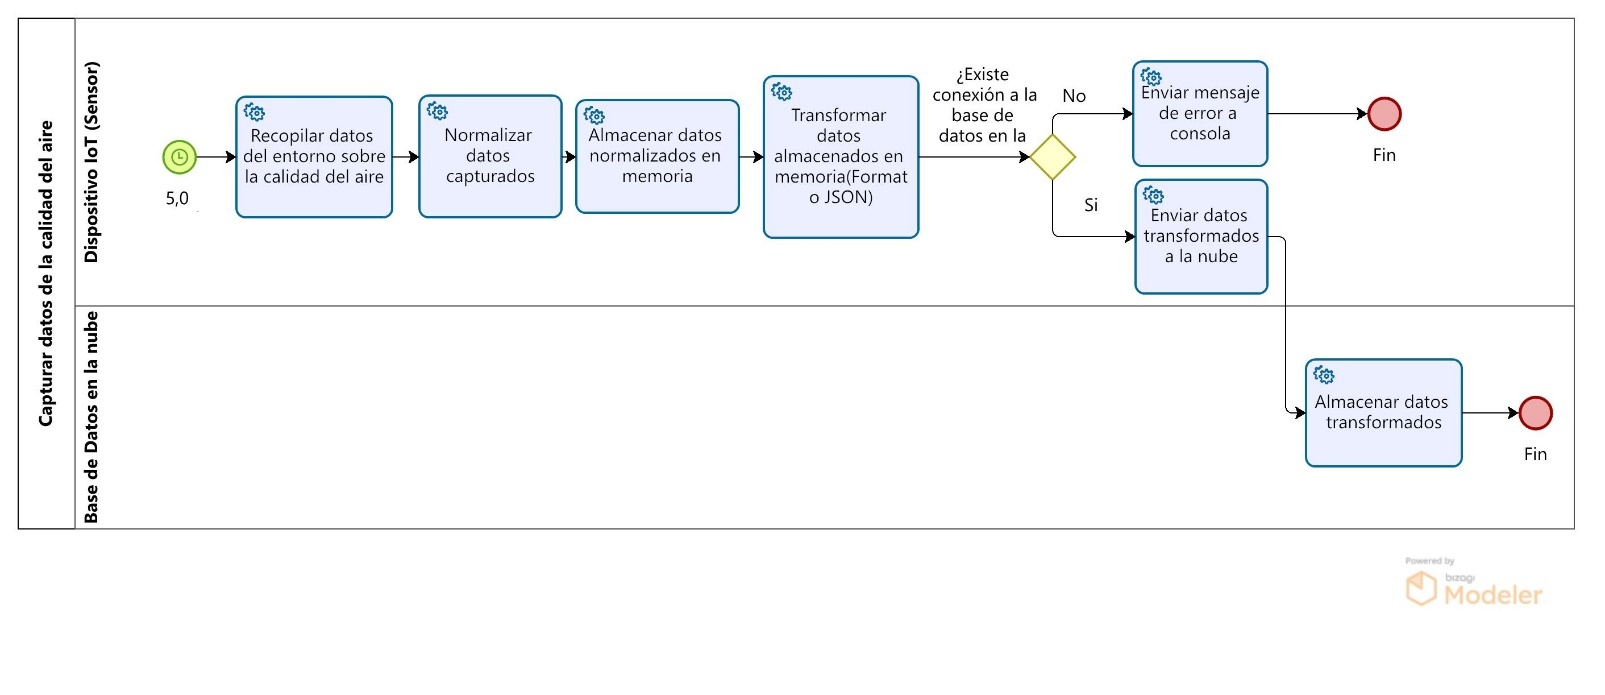 Capturar datos de la calidad del aire
Dispositivo IoT (Sensor)
5,0
Recopilar datos
del entorno sobre
la calidad del aire
Normalizar
datos
capturados
Almacenar datos
normalizados en
memoria
Transformar
datos
almacenados en
memoria(Format
o JSON)
¿Existe
conexión a la
base de
datos en la
No
Si
Enviar mensaje
de error a
consola
Fin
Enviar datos
transformados
a la nube
Base de Datos en la nube
Almacenar datos
transformados
Fin
Powered by
bizagi
Modeler